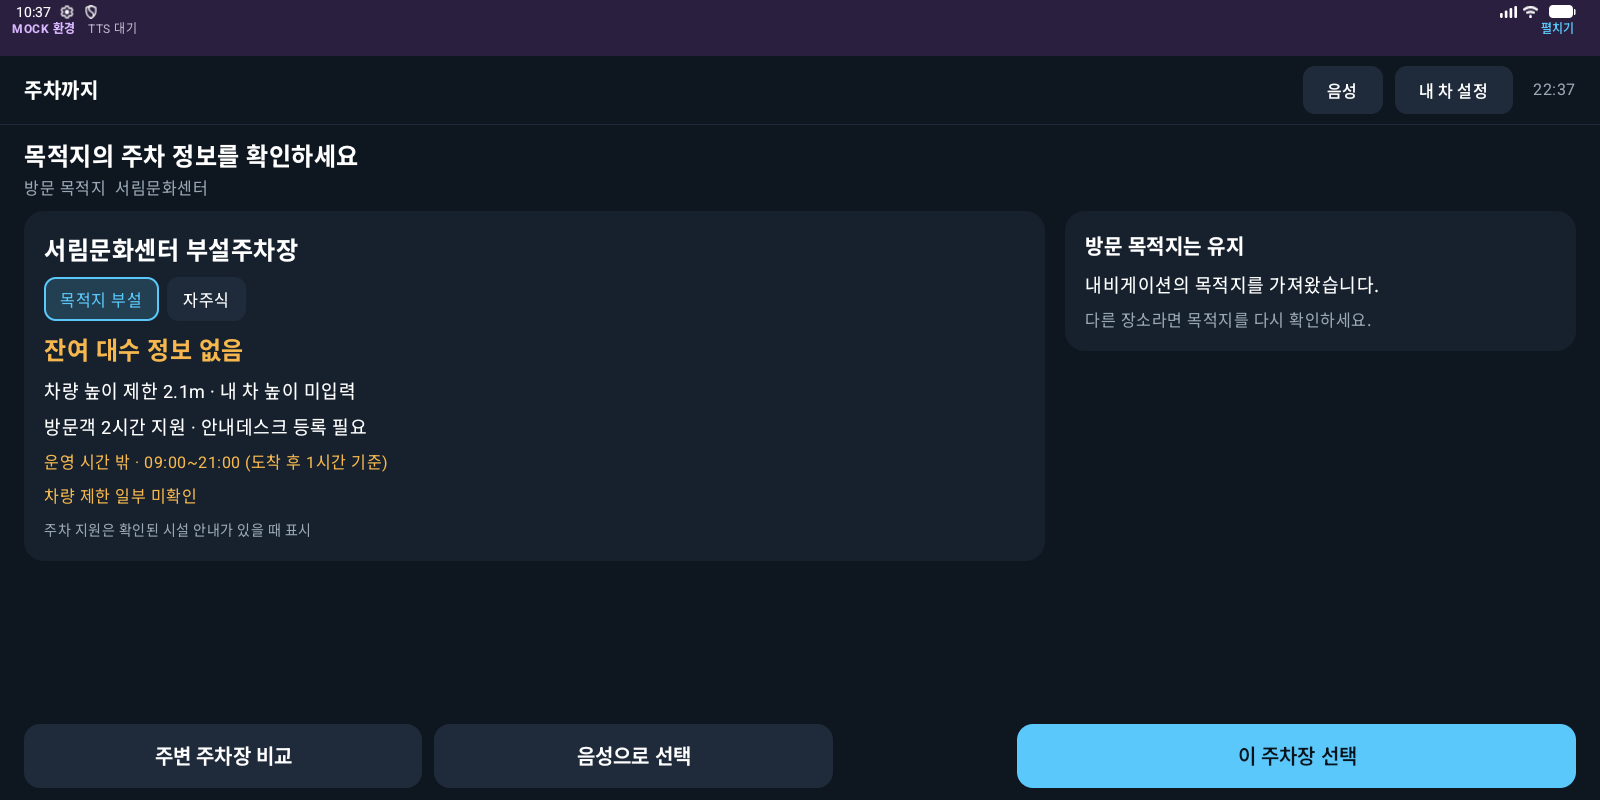 10:37
MOCK 환경 TTS 대기
펼치기
주차까지
음성
내 차 설정
22:37
목적지의 주차 정보를 확인하세요
방문 목적지 서림문화센터
서림문화센터 부설주차장
목적지 부설
자주식
잔여 대수 정보 없음
차량 높이 제한 2.1m · 내 차 높이 미입력
방문객 2시간 지원 · 안내데스크 등록 필요
운영 시간 밖 · 09:00~21:00 (도착 후 1시간 기준)
차량 제한 일부 미확인
주차 지원은 확인된 시설 안내가 있을 때 표시
방문 목적지는 유지
내비게이션의 목적지를 가져왔습니다.
다른 장소라면 목적지를 다시 확인하세요.
주변 주차장 비교
음성으로 선택
이 주차장 선택